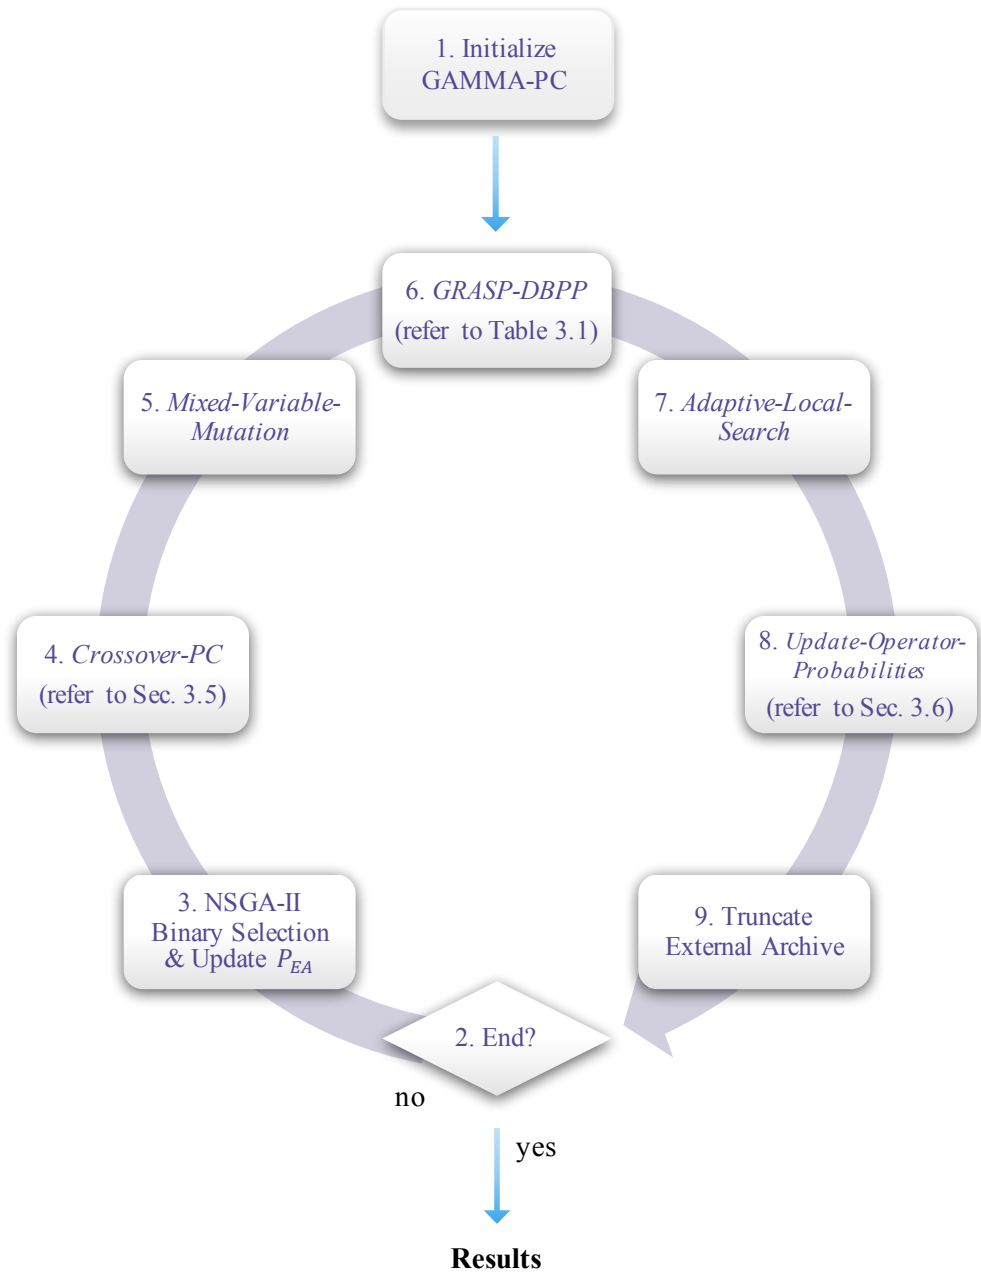 1. Initialize
GAMMA-PC
6. GRASP-DBPP
(refer to Table 3.1)
5. Mixed-Variable-
Mutation
7. Adaptive-Local-
Search
4. Crossover-PC
(refer to Sec. 3.5)
8. Update-Operator-
Probabilities
(refer to Sec. 3.6)
3. NSGA-II
Binary Selection
& Update P_{EA}
9. Truncate
External Archive
2. End?
no
yes
Results